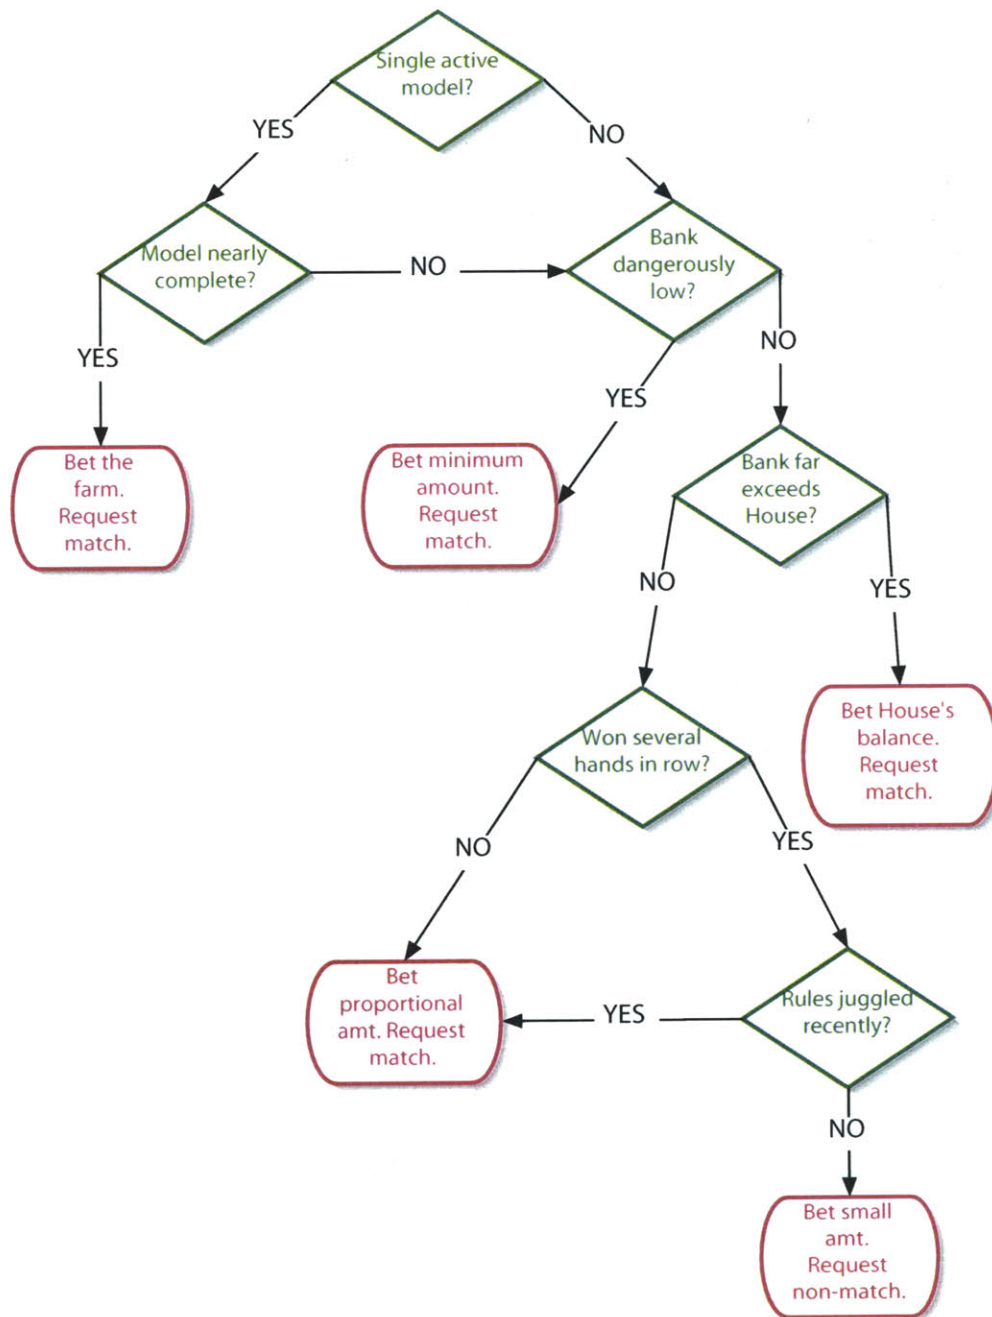 Single active
model?
YES
NO
Model nearly
complete?
NO
Bank
dangerously
low?
YES
NO
YES
Bet the
farm.
Request
match.
Bet minimum
amount.
Request
match.
Bank far
exceeds
House?
NO
YES
Won several
hands in row?
Bet House's
balance.
Request
match.
NO
YES
Bet
proportional
amt. Request
match.
YES
Rules juggled
recently?
NO
Bet small
amt.
Request
non-match.